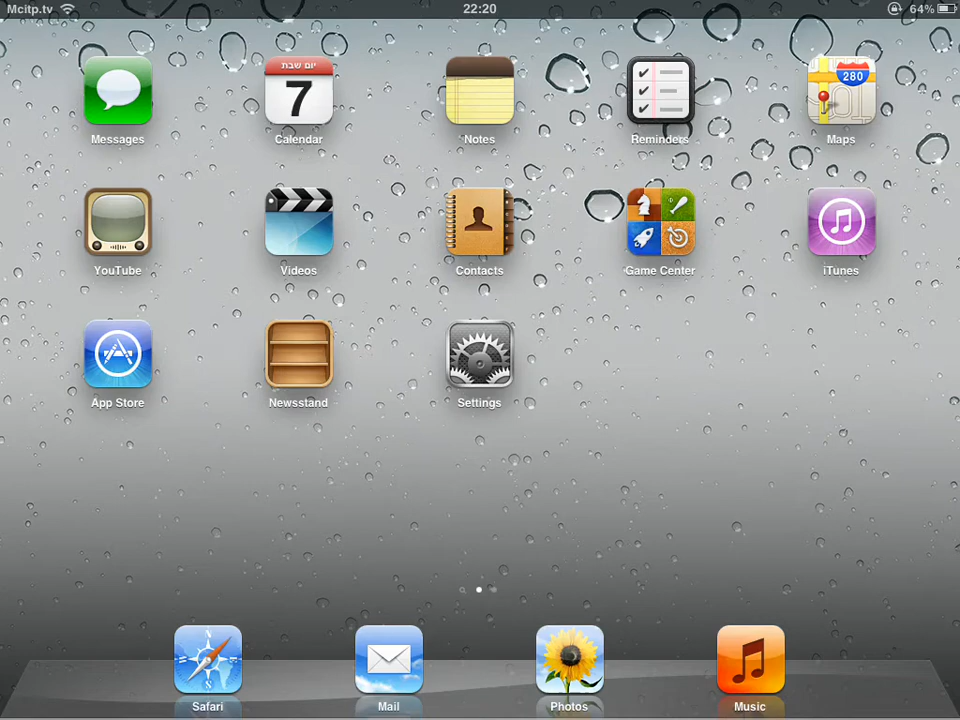 Mcitp.tv 22:20 64%
יום שבת
7
280
Messages Calendar Notes Reminders Maps
YouTube Videos Contacts Game Center iTunes
App Store Newsstand Settings
N
S
Safari Mail Photos Music